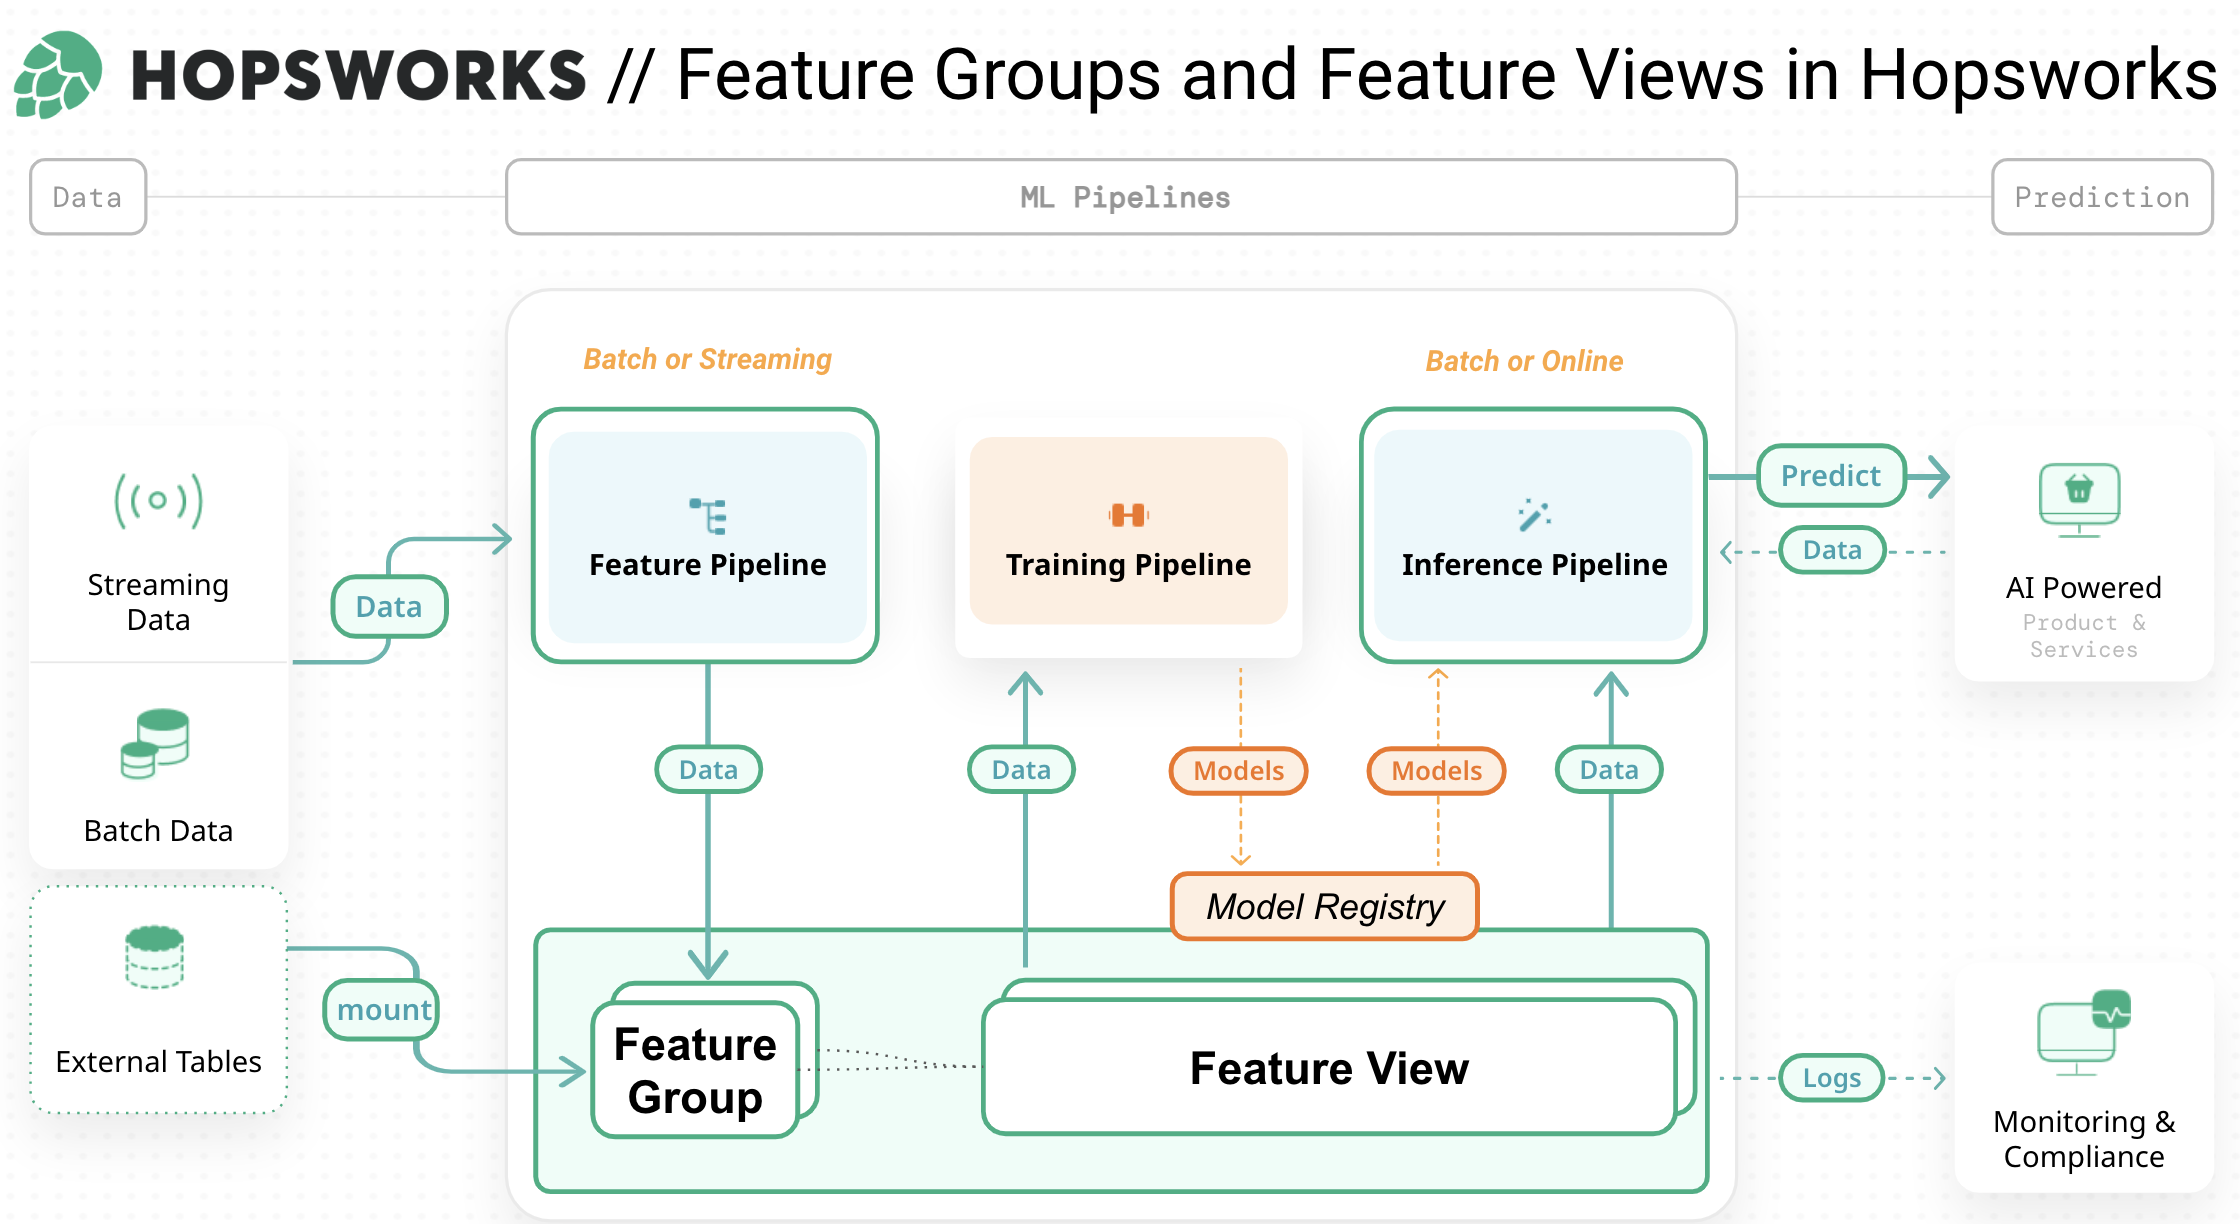 HOPSWORKS // Feature Groups and Feature Views in Hopsworks
Data
ML Pipelines
Prediction
Batch or Streaming
Batch or Online
Streaming
Data
Batch Data
External Tables
Data
mount
Feature Pipeline
Training Pipeline
Inference Pipeline
Predict
Data
AI Powered
Product &
Services
Data
Data
Models
Models
Data
Model Registry
Feature
Group
Feature View
Logs
Monitoring &
Compliance